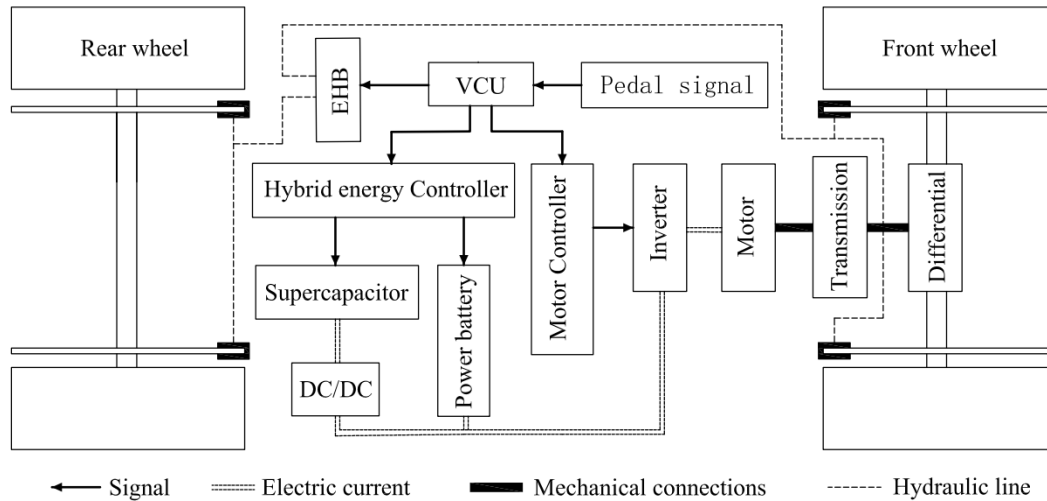 Rear wheel
Front wheel
EHB
VCU
Pedal signal
Hybrid energy Controller
Motor Controller
Inverter
Motor
Transmission
Differential
Supercapacitor
Power battery
DC/DC
Signal
Electric current
Mechanical connections
Hydraulic line